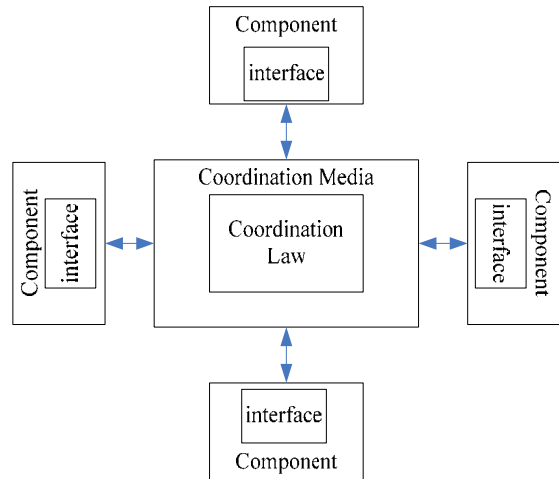 Component
interface
Coordination Media
Coordination
Law
Component
interface
interface
Component
interface
Component